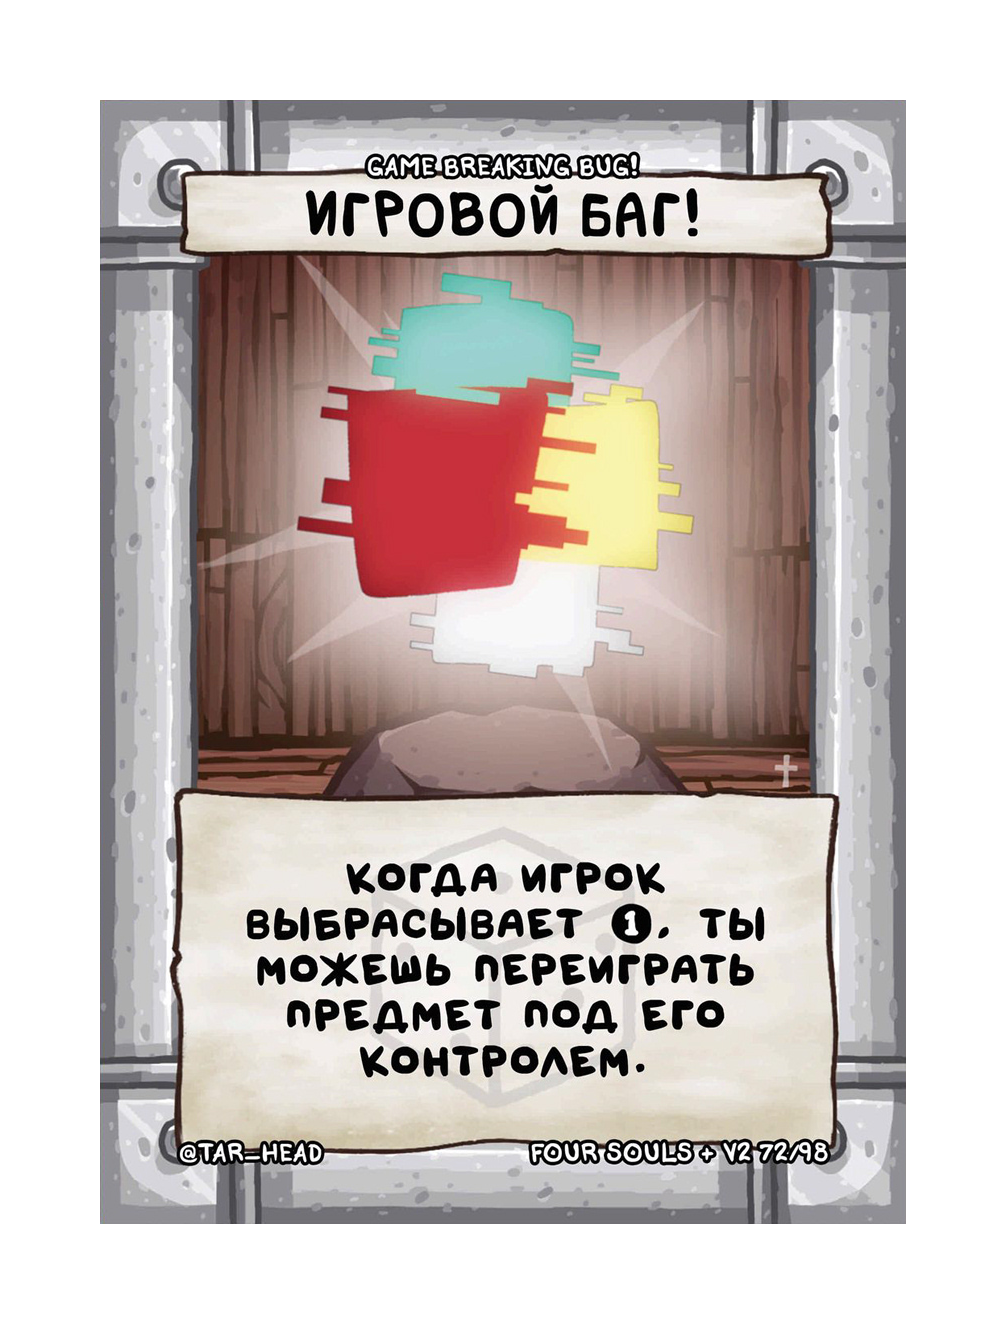 GAME BREAKING BUG!
ИГРОВОЙ БАГ!
КОГДА ИГРОК
ВЫБРАСЫВАЕТ 1, ТЫ
МОЖЕШЬ ПЕРЕИГРАТЬ
ПРЕДМЕТ ПОД ЕГО
КОНТРОЛЕМ.
@TAR_HEAD
FOUR SOULS + V2 72/98